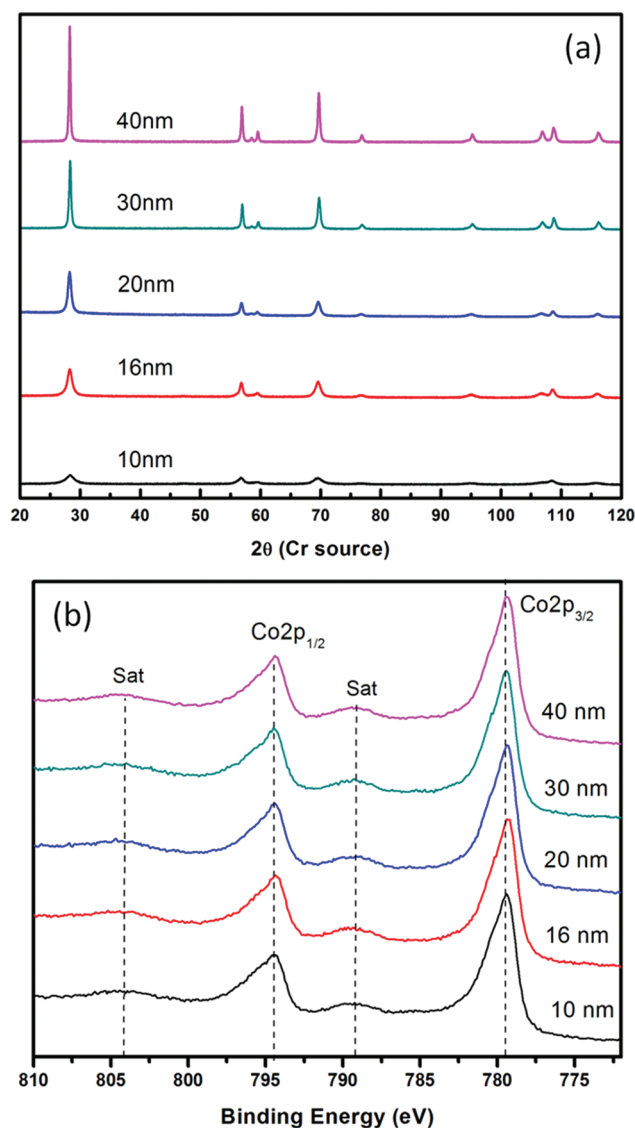 (a)
40nm
30nm
20nm
16nm
10nm
20 30 40 50 60 70 80 90 100 110 120
2θ (Cr source)
(b)
Co2p3/2
Co2p1/2
Sat
Sat
40 nm
30 nm
20 nm
16 nm
10 nm
810 805 800 795 790 785 780 775
Binding Energy (eV)